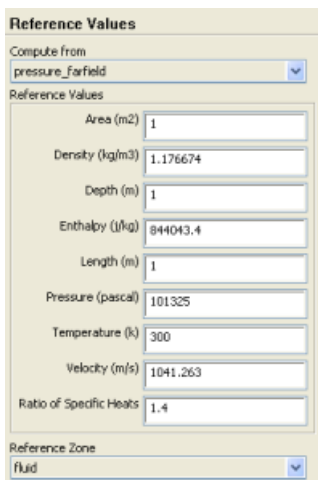 Reference Values
Compute from
pressure_farfield
Reference Values
Area (m2) 1
Density (kg/m3) 1.176674
Depth (m) 1
Enthalpy (j/kg) 844043.4
Length (m) 1
Pressure (pascal) 101325
Temperature (k) 300
Velocity (m/s) 1041.263
Ratio of Specific Heats 1.4
Reference Zone
fluid